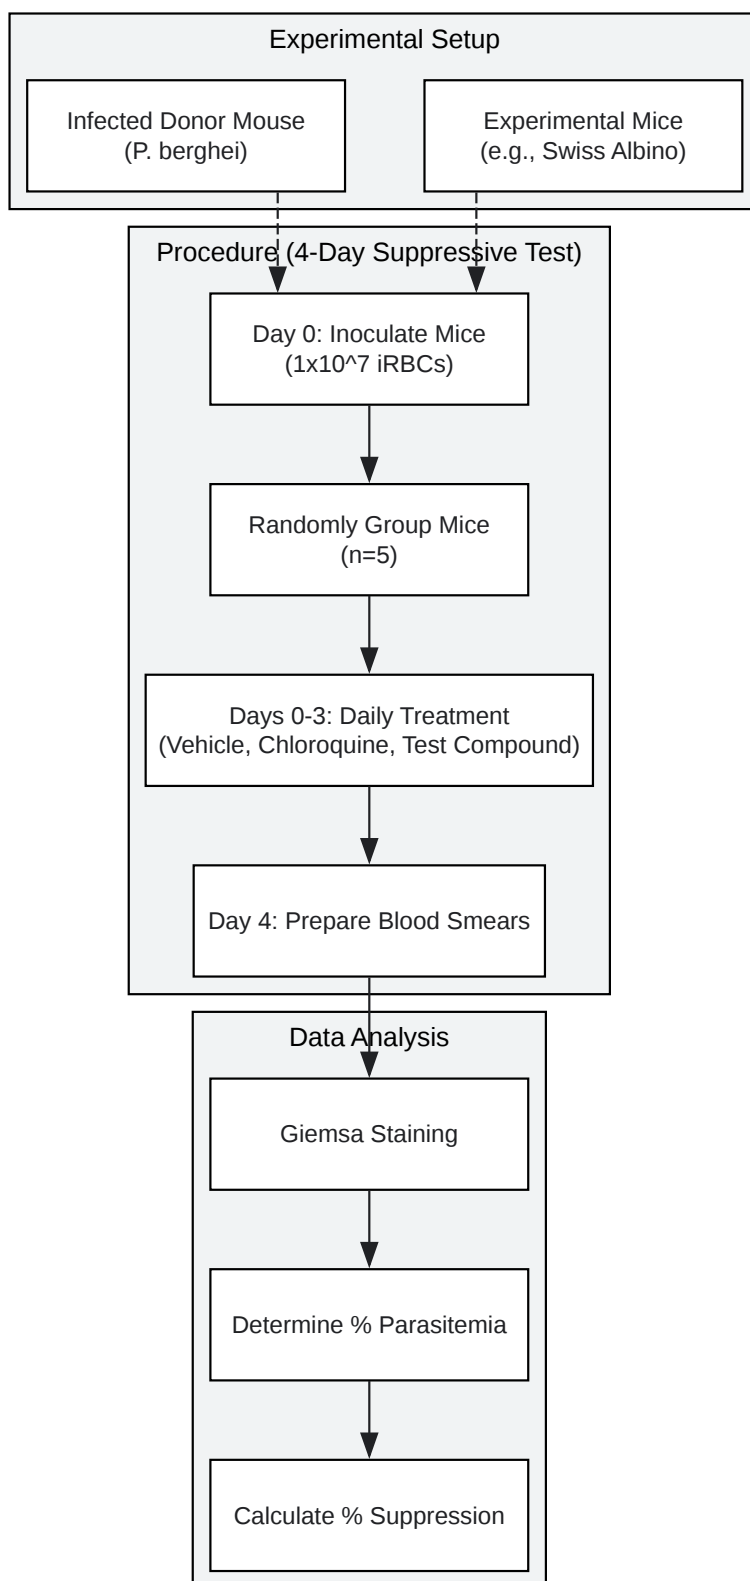 Experimental Setup
Infected Donor Mouse
(P. berghei)
Experimental Mice
(e.g., Swiss Albino)
Procedure (4-Day Suppressive Test)
Day 0: Inoculate Mice
(1x10^7 iRBCs)
Randomly Group Mice
(n=5)
Days 0-3: Daily Treatment
(Vehicle, Chloroquine, Test Compound)
Day 4: Prepare Blood Smears
Data Analysis
Giemsa Staining
Determine % Parasitemia
Calculate % Suppression